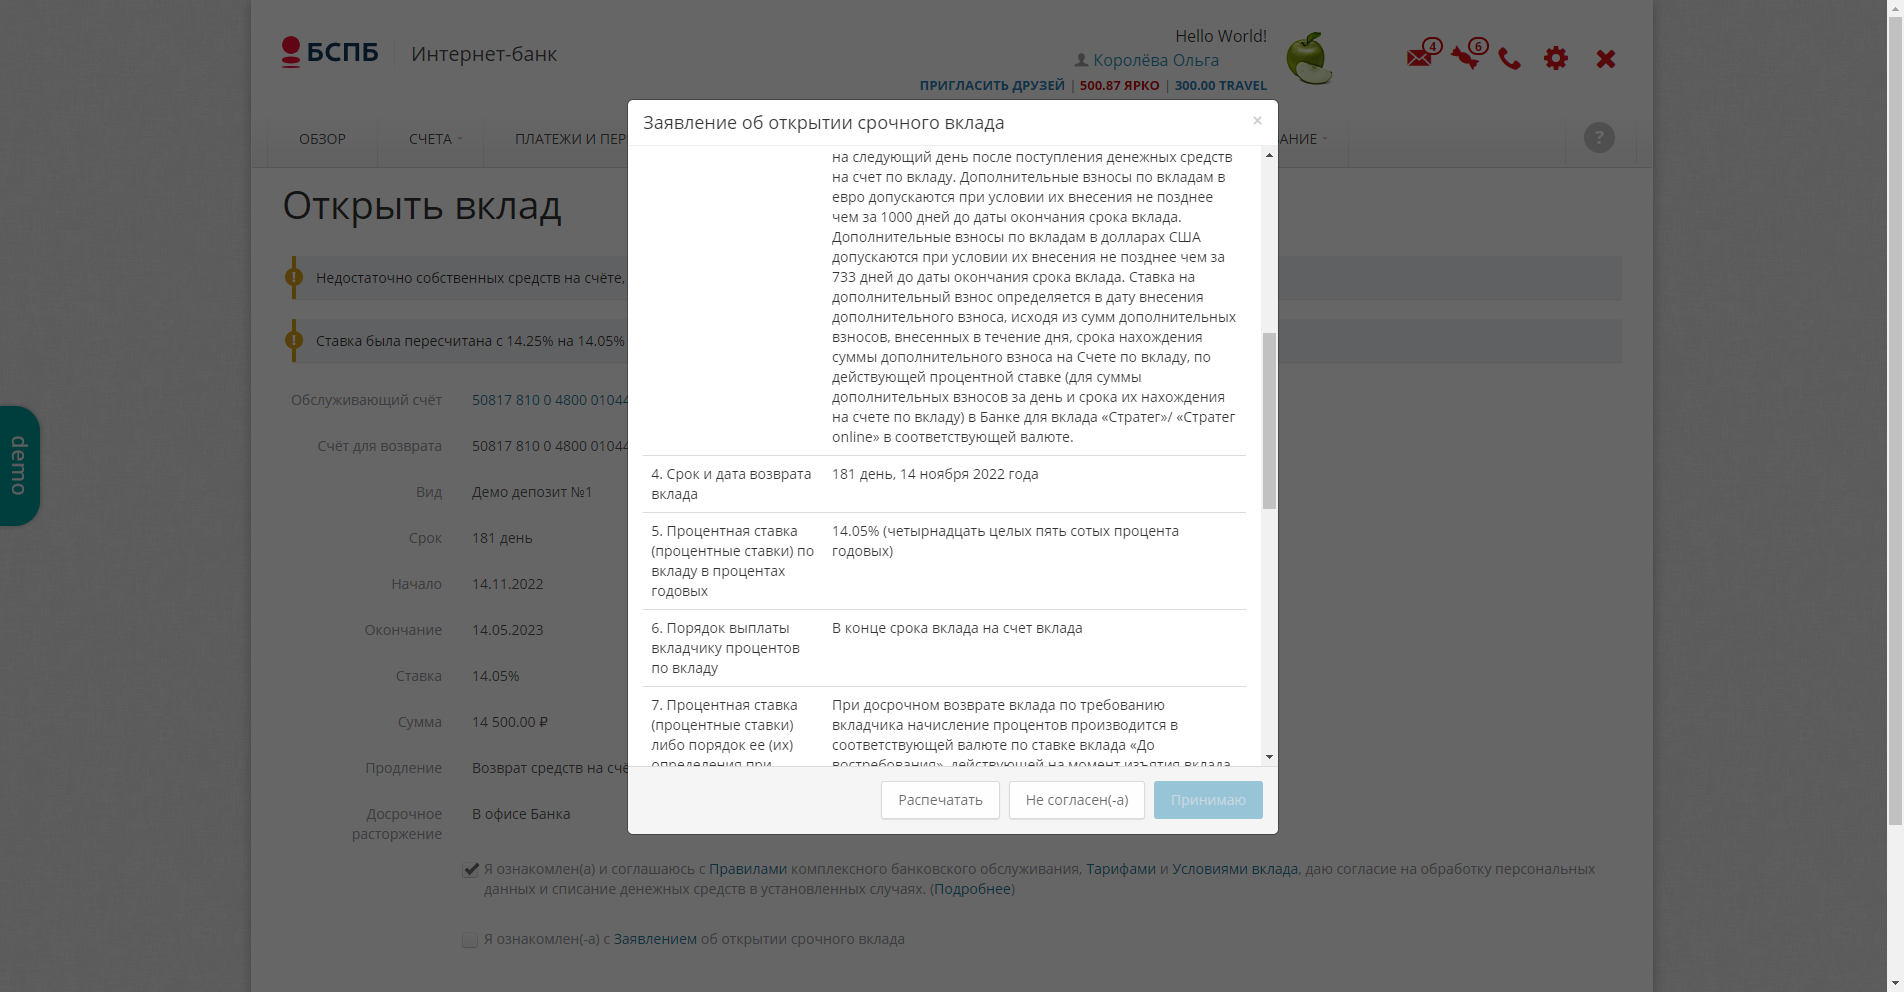 БСПБ
Интернет-банк
Hello World!
Королёва Ольга
ПРИГЛАСИТЬ ДРУЗЕЙ | 500.87 ЯРКО | 300.00 TRAVEL
4
6
ОБЗОР
СЧЕТА
ПЛАТЕЖИ И ПЕР
АНИЕ
?
Открыть вклад
Недостаточно собственных средств на счёте,
Ставка была пересчитана с 14.25% на 14.05%
Обслуживающий счёт 50817 810 0 4800 01044
Счёт для возврата 50817 810 0 4800 01044
Вид Демо депозит №1
Срок 181 день
Начало 14.11.2022
Окончание 14.05.2023
Ставка 14.05%
Сумма 14 500.00 ₽
Продление Возврат средств на счё
Досрочное В офисе Банка
расторжение
Я ознакомлен(а) и соглашаюсь с Правилами комплексного банковского обслуживания, Тарифами и Условиями вклада, даю согласие на обработку персональных
данных и списание денежных средств в установленных случаях. (Подробнее)
Я ознакомлен(-а) с Заявлением об открытии срочного вклада
demo
Заявление об открытии срочного вклада
×
на следующий день после поступления денежных средств
на счет по вкладу. Дополнительные взносы по вкладам в
евро допускаются при условии их внесения не позднее
чем за 1000 дней до даты окончания срока вклада.
Дополнительные взносы по вкладам в долларах США
допускаются при условии их внесения не позднее чем за
733 дней до даты окончания срока вклада. Ставка на
дополнительный взнос определяется в дату внесения
дополнительного взноса, исходя из сумм дополнительных
взносов, внесенных в течение дня, срока нахождения
суммы дополнительного взноса на Счете по вкладу, по
действующей процентной ставке (для суммы
дополнительных взносов за день и срока их нахождения
на счете по вкладу) в Банке для вклада «Стратег»/ «Стратег
online» в соответствующей валюте.
4. Срок и дата возврата
вклада
181 день, 14 ноября 2022 года
5. Процентная ставка
(процентные ставки) по
вкладу в процентах
годовых
14.05% (четырнадцать целых пять сотых процента
годовых)
6. Порядок выплаты
вкладчику процентов
по вкладу
В конце срока вклада на счет вклада
7. Процентная ставка
(процентные ставки)
либо порядок ее (их)
определения при
При досрочном возврате вклада по требованию
вкладчика начисление процентов производится в
соответствующей валюте по ставке вклада «До
востребования», действующей на момент изъятия вклада
Распечатать
Не согласен(-а)
Принимаю